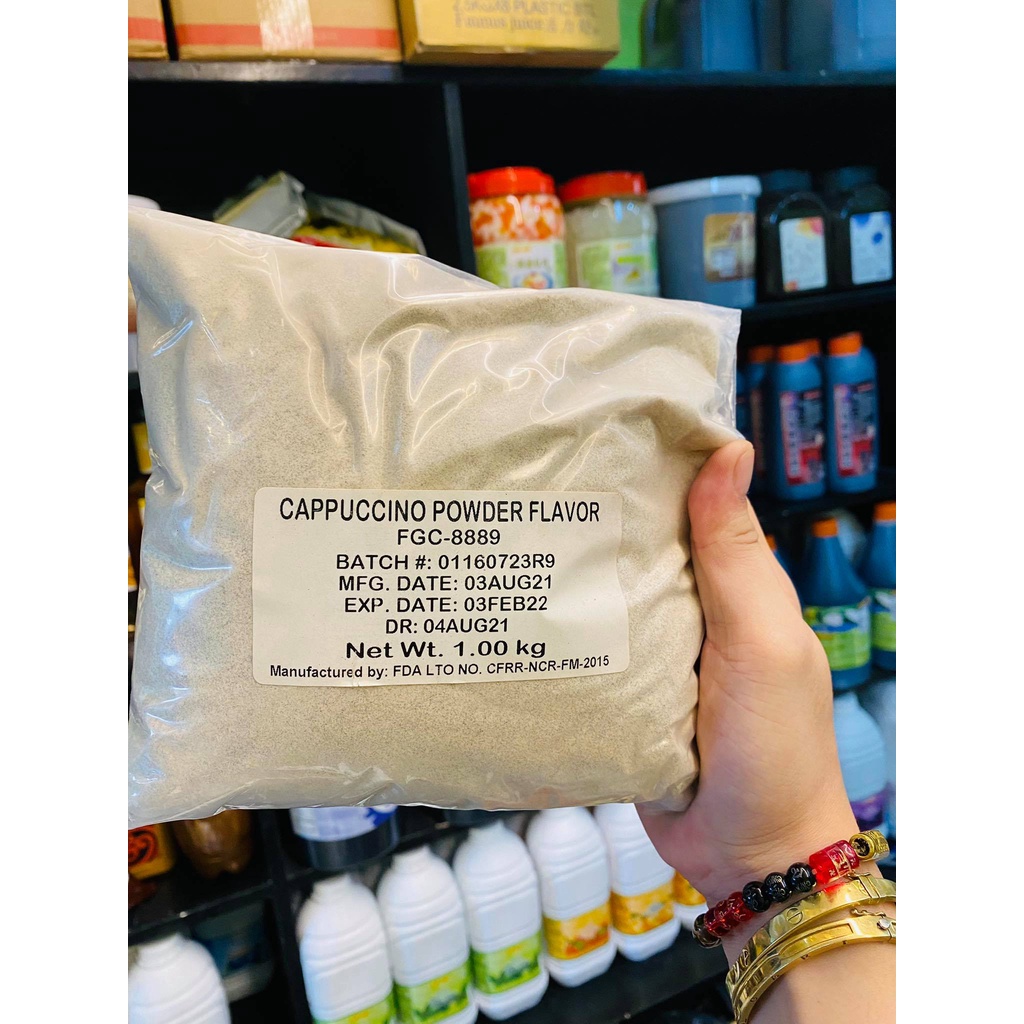 CAPPUCCINO POWDER FLAVOR
FGC-8889
BATCH #: 01160723R9
MFG. DATE: 03AUG21
EXP. DATE: 03FEB22
DR: 04AUG21
Net Wt. 1.00 kg
Manufactured by: FDA LTO NO. CFRR-NCR-FM-2015